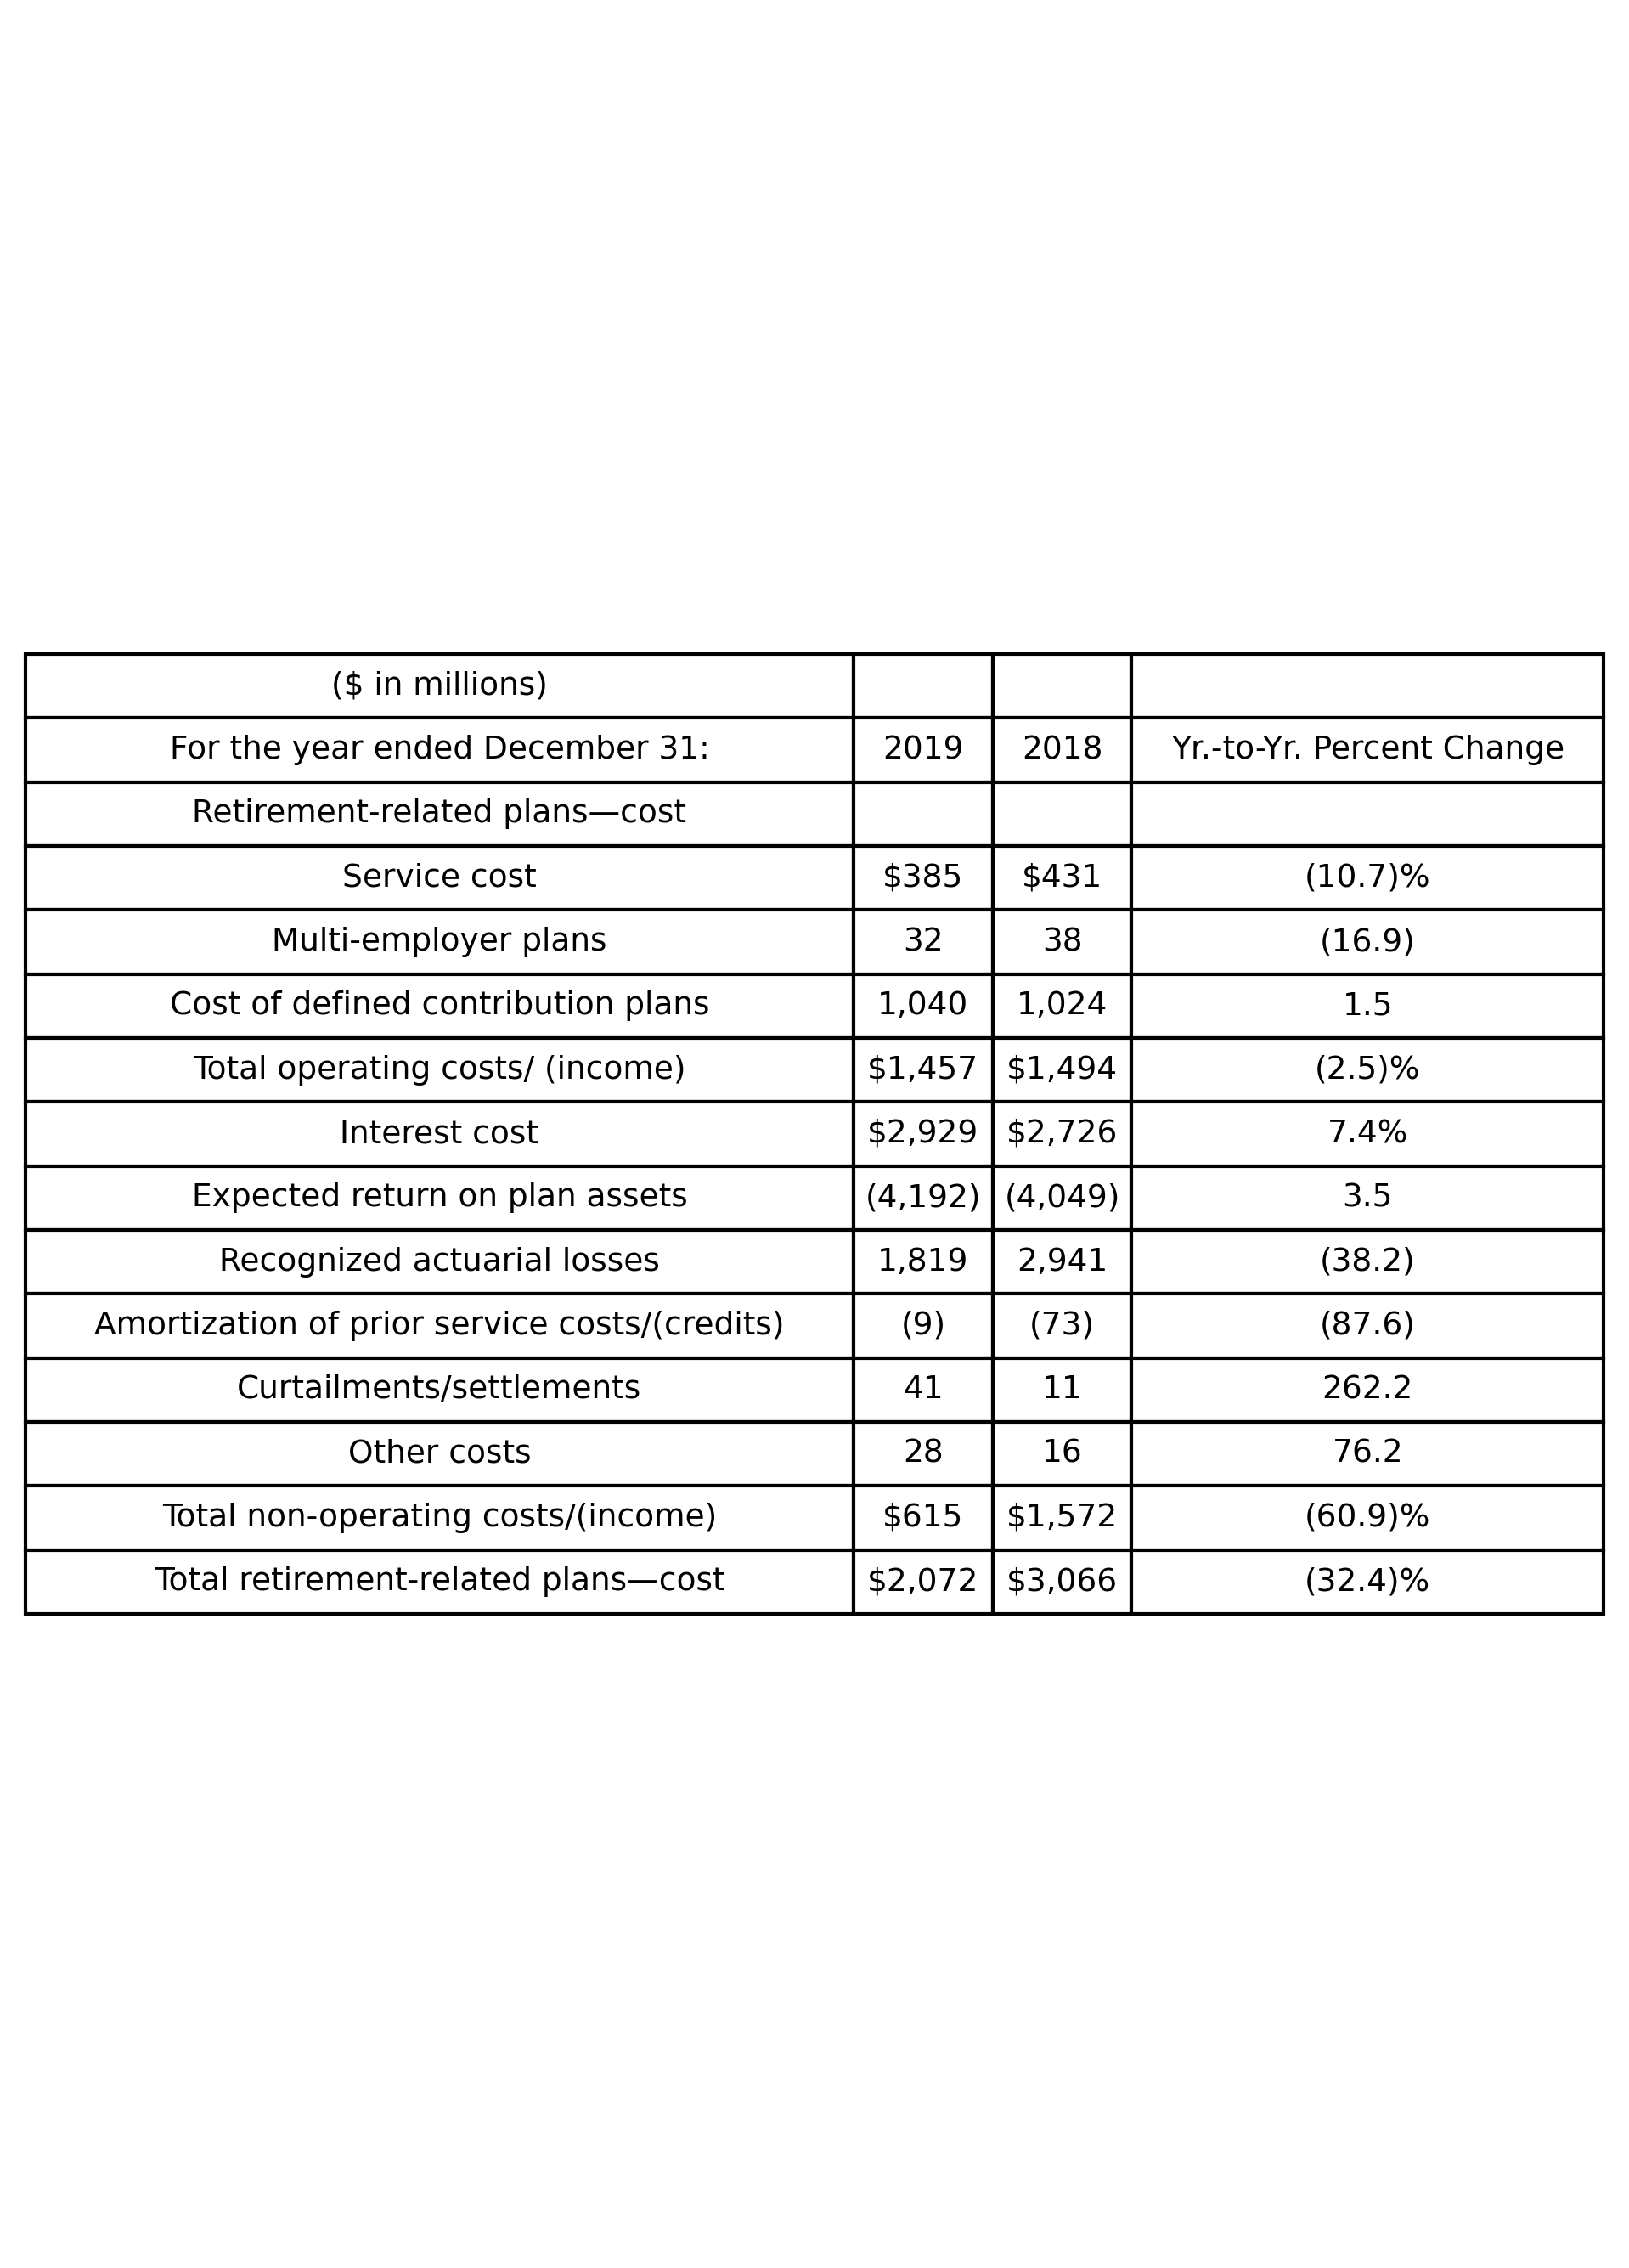 ($ in millions)
For the year ended December 31: 2019 2018 Yr.-to-Yr. Percent Change
Retirement-related plans—cost
Service cost $385 $431 (10.7)%
Multi-employer plans 32 38 (16.9)
Cost of defined contribution plans 1,040 1,024 1.5
Total operating costs/ (income) $1,457 $1,494 (2.5)%
Interest cost $2,929 $2,726 7.4%
Expected return on plan assets (4,192) (4,049) 3.5
Recognized actuarial losses 1,819 2,941 (38.2)
Amortization of prior service costs/(credits) (9) (73) (87.6)
Curtailments/settlements 41 11 262.2
Other costs 28 16 76.2
Total non-operating costs/(income) $615 $1,572 (60.9)%
Total retirement-related plans—cost $2,072 $3,066 (32.4)%